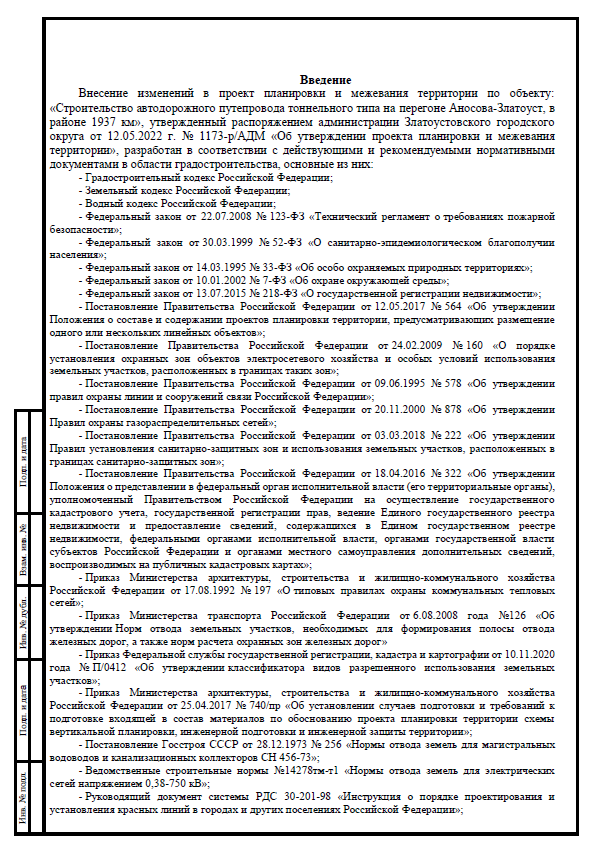 Введение
Внесение изменений в проект планировки и межевания территории по объекту:
«Строительство автодорожного путепровода тоннельного типа на перегоне Аносова-Златоуст, в
районе 1937 км», утвержденный распоряжением администрации Златоустовского городского
округа от 12.05.2022 г. № 1173-р/АДМ «Об утверждении проекта планировки и межевания
территории», разработан в соответствии с действующими и рекомендуемыми нормативными
документами в области градостроительства, основные из них:
- Градостроительный кодекс Российской Федерации;
- Земельный кодекс Российской Федерации;
- Водный кодекс Российской Федерации;
- Федеральный закон от 22.07.2008 № 123-ФЗ «Технический регламент о требованиях пожарной
безопасности»;
- Федеральный закон от 30.03.1999 № 52-ФЗ «О санитарно-эпидемиологическом благополучии
населения»;
- Федеральный закон от 14.03.1995 № 33-ФЗ «Об особо охраняемых природных территориях»;
- Федеральный закон от 10.01.2002 № 7-ФЗ «Об охране окружающей среды»;
- Федеральный закон от 13.07.2015 № 218-ФЗ «О государственной регистрации недвижимости»;
- Постановление Правительства Российской Федерации от 12.05.2017 № 564 «Об утверждении
Положения о составе и содержании проектов планировки территории, предусматривающих размещение
одного или нескольких линейных объектов»;
- Постановление Правительства Российской Федерации от 24.02.2009 № 160 «О порядке
установления охранных зон объектов электросетевого хозяйства и особых условий использования
земельных участков, расположенных в границах таких зон»;
- Постановление Правительства Российской Федерации от 09.06.1995 № 578 «Об утверждении
правил охраны линии и сооружений связи Российской Федерации»;
- Постановление Правительства Российской Федерации от 20.11.2000 № 878 «Об утверждении
Правил охраны газораспределительных сетей»;
- Постановление Правительства Российской Федерации от 03.03.2018 № 222 «Об утверждении
Правил установления санитарно-защитных зон и использования земельных участков, расположенных в
границах санитарно-защитных зон»;
- Постановление Правительства Российской Федерации от 18.04.2016 № 322 «Об утверждении
Положения о представлении в федеральный орган исполнительной власти (его территориальные органы),
уполномоченный Правительством Российской Федерации на осуществление государственного
кадастрового учета, государственной регистрации прав, ведение Единого государственного реестра
недвижимости и предоставление сведений, содержащихся в Едином государственном реестре
недвижимости, федеральными органами исполнительной власти, органами государственной власти
субъектов Российской Федерации и органами местного самоуправления дополнительных сведений,
воспроизводимых на публичных кадастровых картах»;
- Приказ Министерства архитектуры, строительства и жилищно-коммунального хозяйства
Российской Федерации от 17.08.1992 № 197 «О типовых правилах охраны коммунальных тепловых
сетей»;
- Приказ Министерства транспорта Российской Федерации от 6.08.2008 года №126 «Об
утверждении Норм отвода земельных участков, необходимых для формирования полосы отвода
железных дорог, а также норм расчета охранных зон железных дорог»
- Приказ Федеральной службы государственной регистрации, кадастра и картографии от 10.11.2020
года № П/0412 «Об утверждении классификатора видов разрешенного использования земельных
участков»;
- Приказ Министерства архитектуры, строительства и жилищно-коммунального хозяйства
Российской Федерации от 25.04.2017 № 740/пр «Об установлении случаев подготовки и требований к
подготовке входящей в состав материалов по обоснованию проекта планировки территории схемы
вертикальной планировки, инженерной подготовки и инженерной защиты территории»;
- Постановление Госстроя СССР от 28.12.1973 № 256 «Нормы отвода земель для магистральных
водоводов и канализационных коллекторов СН 456-73»;
- Ведомственные строительные нормы №14278тм-т1 «Нормы отвода земель для электрических
сетей напряжением 0,38-750 кВ»;
- Руководящий документ системы РДС 30-201-98 «Инструкция о порядке проектирования и
установления красных линий в городах и других поселениях Российской Федерации»;
Подп. и дата
Взам. инв. №
Инв. № дубл.
Подп. и дата
Инв. № подл.